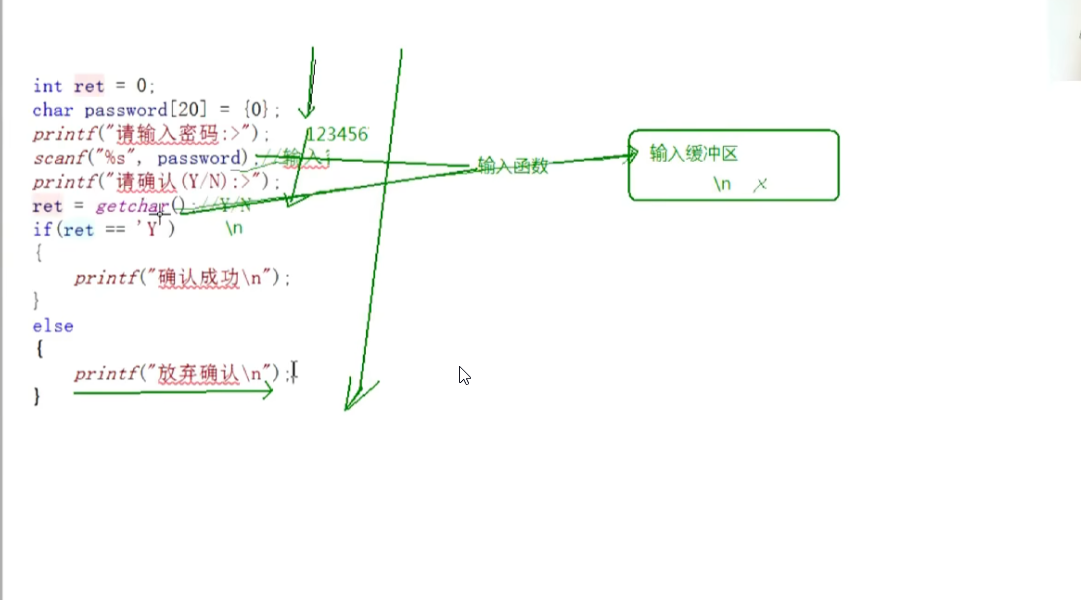 int ret = 0;
char password[20] = {0};
printf("请输入密码:>");
123456
scanf("%s", password);//输入
输入函数
输入缓冲区
printf("请确认(Y/N):>");
\n
ret = getchar();//Y/N
if(ret == 'Y')
\n
{
printf("确认成功\n");
}
else
{
printf("放弃确认\n");
}